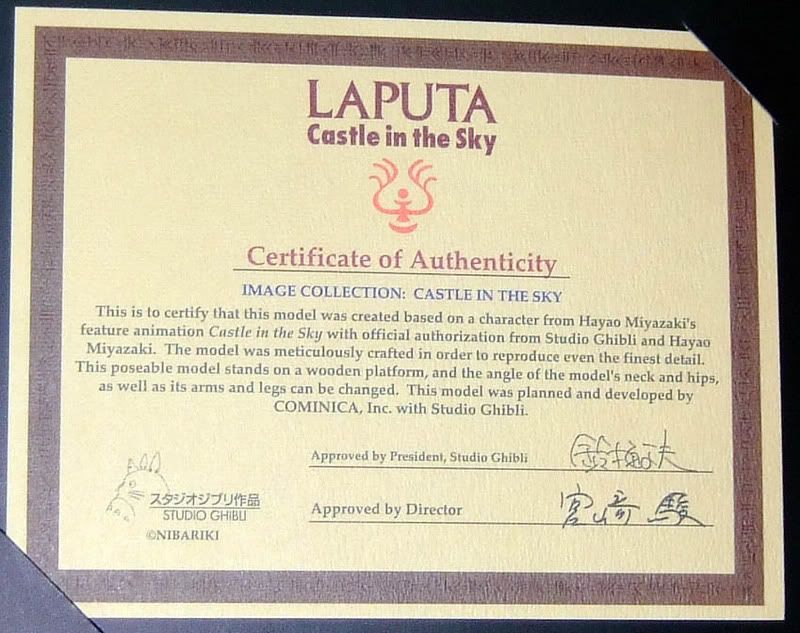 LAPUTA
Castle in the Sky
Certificate of Authenticity
IMAGE COLLECTION: CASTLE IN THE SKY
This is to certify that this model was created based on a character from Hayao Miyazaki's
feature animation Castle in the Sky with official authorization from Studio Ghibli and Hayao
Miyazaki. The model was meticulously crafted in order to reproduce even the finest detail.
This poseable model stands on a wooden platform, and the angle of the model's neck and hips,
as well as its arms and legs can be changed. This model was planned and developed by
COMINICA, Inc. with Studio Ghibli.
Approved by President, Studio Ghibli 鈴木敏夫
Approved by Director 宮崎 駿
スタジオジブリ作品
STUDIO GHIBLI
©NIBARIKI